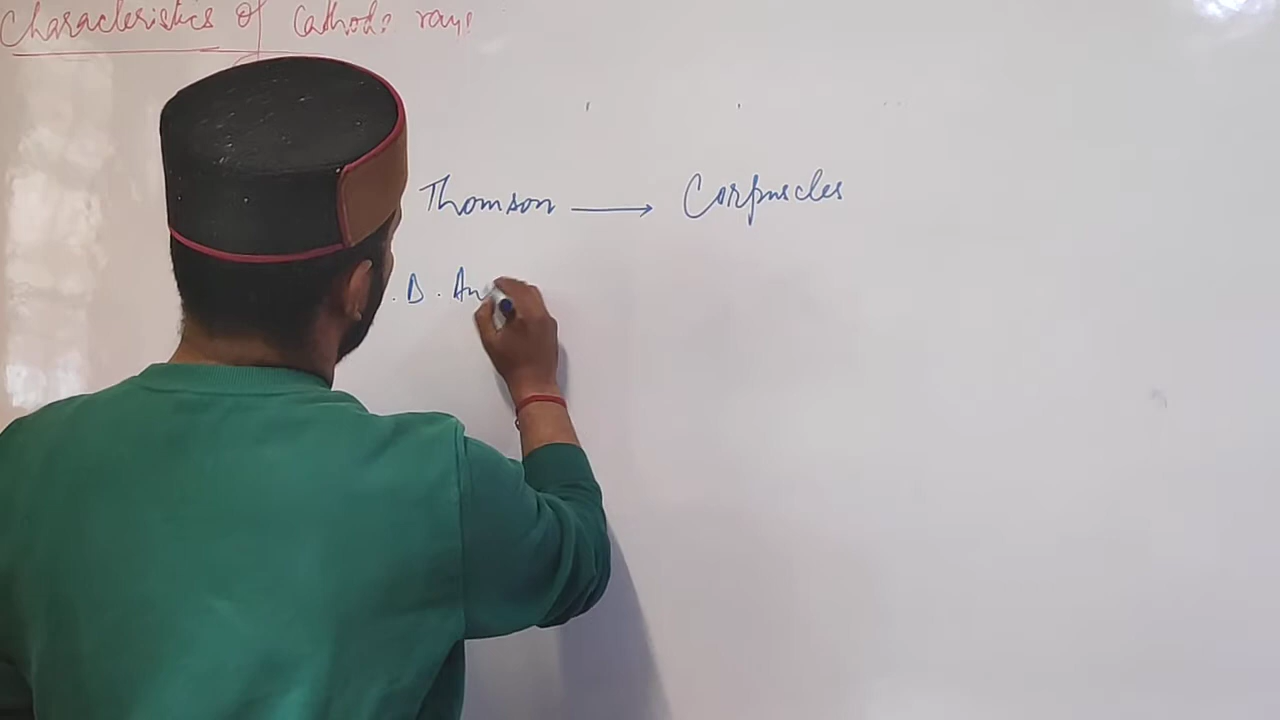 Characteristics of Cathode rays
Thomson → Corpuscles
. D. An